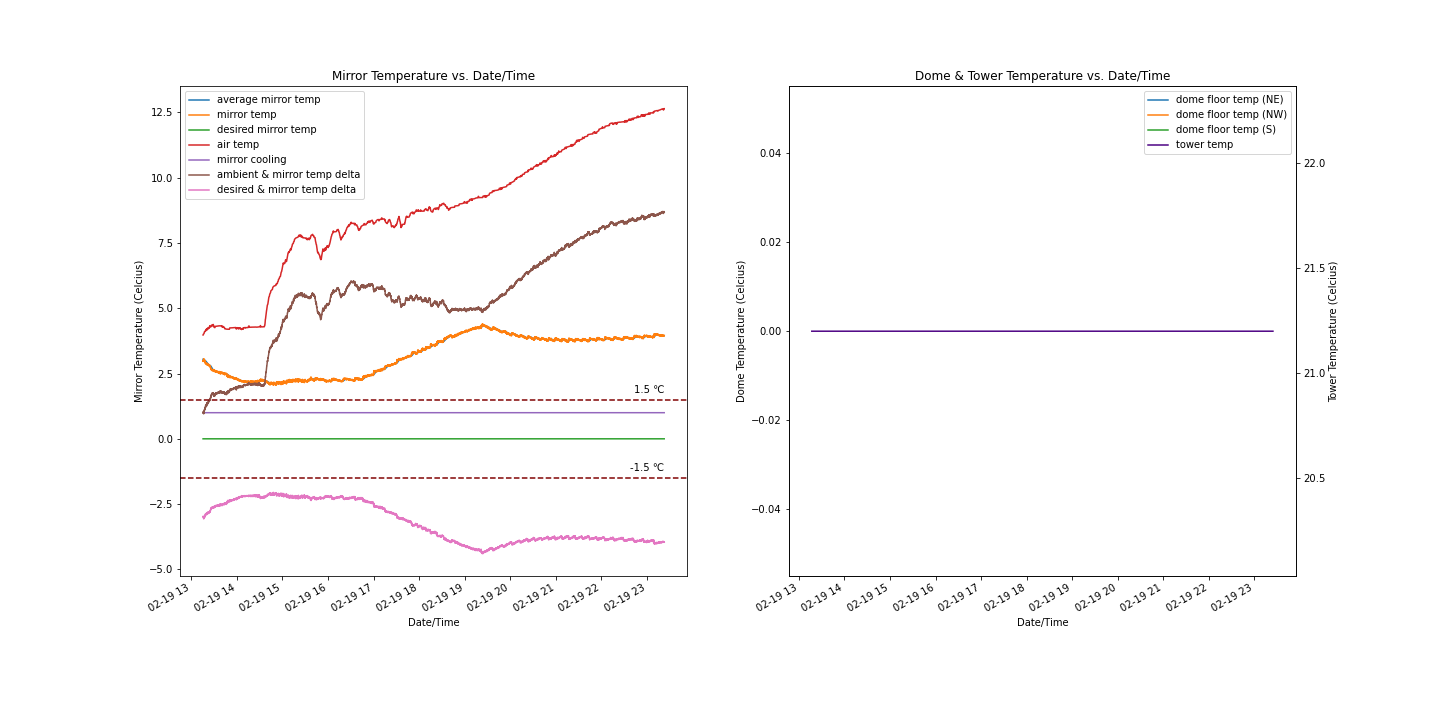 Mirror Temperature vs. Date/Time
average mirror temp
mirror temp
desired mirror temp
air temp
mirror cooling
ambient & mirror temp delta
desired & mirror temp delta
12.5
10.0
7.5
5.0
2.5
0.0
−2.5
−5.0
Mirror Temperature (Celcius)
1.5 °C
-1.5 °C
02-19 13
02-19 14
02-19 15
02-19 16
02-19 17
02-19 18
02-19 19
02-19 20
02-19 21
02-19 22
02-19 23
Date/Time
Dome & Tower Temperature vs. Date/Time
dome floor temp (NE)
dome floor temp (NW)
dome floor temp (S)
tower temp
0.04
0.02
0.00
−0.02
−0.04
Dome Temperature (Celcius)
22.0
21.5
21.0
20.5
Tower Temperature (Celcius)
02-19 13
02-19 14
02-19 15
02-19 16
02-19 17
02-19 18
02-19 19
02-19 20
02-19 21
02-19 22
02-19 23
Date/Time